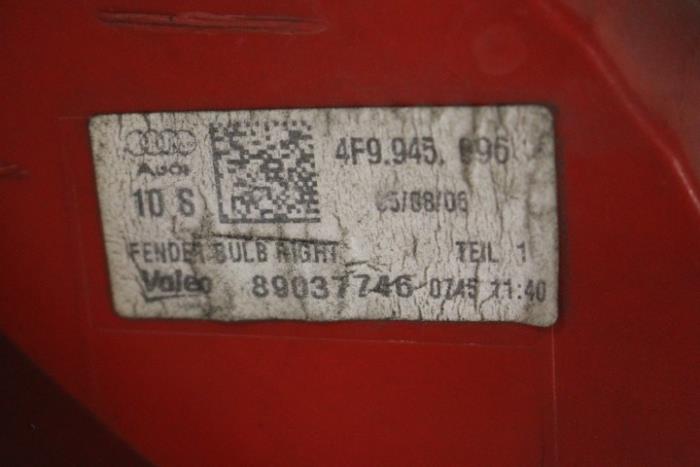 Audi
4F9.945. 096
10 S
05/08/06
FENDER BULB RIGHT TEIL 1
Valeo 89037746 0745 11:40